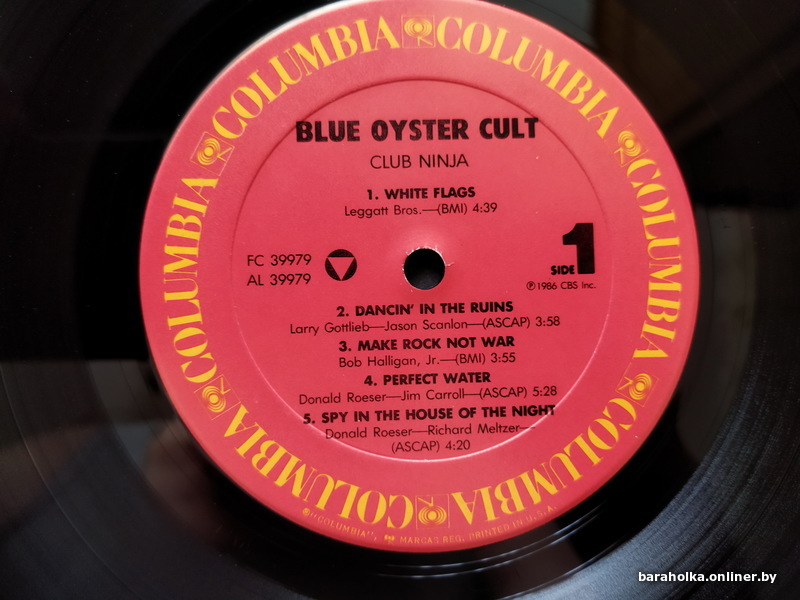 COLUMBIA COLUMBIA COLUMBIA COLUMBIA COLUMBIA COLUMBIA COLUMBIA COLUMBIA
BLUE OYSTER CULT
CLUB NINJA
1. WHITE FLAGS
Leggatt Bros.—(BMI) 4:39
FC 39979
AL 39979
SIDE 1
℗1986 CBS Inc.
2. DANCIN' IN THE RUINS
Larry Gottlieb—Jason Scanlon—(ASCAP) 3:58
3. MAKE ROCK NOT WAR
Bob Halligan, Jr.—(BMI) 3:55
4. PERFECT WATER
Donald Roeser—Jim Carroll—(ASCAP) 5:28
5. SPY IN THE HOUSE OF THE NIGHT
Donald Roeser—Richard Meltzer—
(ASCAP) 4:20
®"COLUMBIA", MARCAS REG. PRINTED IN U.S.A.
baraholka.onliner.by